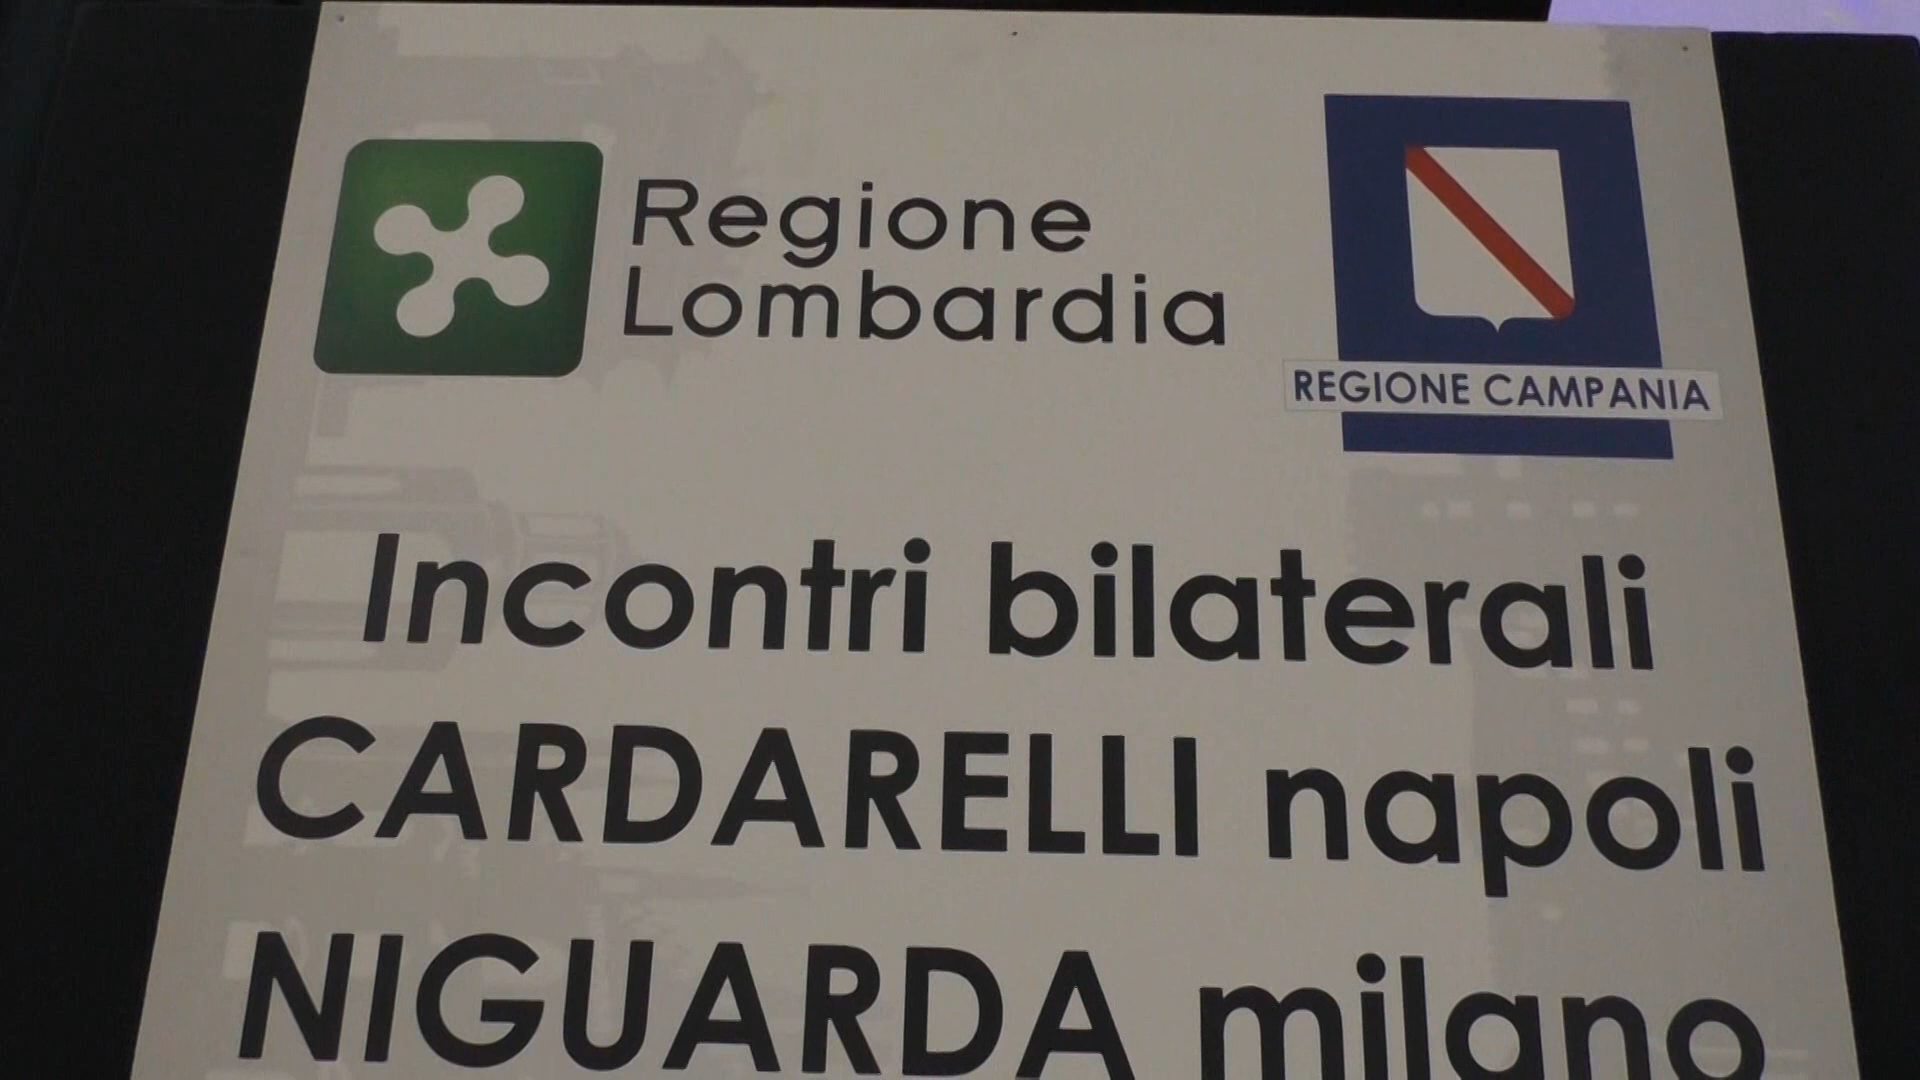 Regione
Lombardia
REGIONE CAMPANIA
Incontri bilaterali
CARDARELLI napoli
NIGUARDA milano